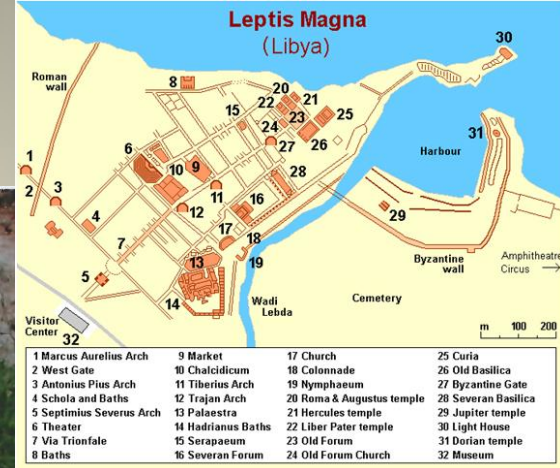 Leptis Magna
(Libya)
30
Roman
wall
8
20
21
22
25
15
23
24
31
6
27
26
Harbour
1
10
9
28
2
3
11
16
12
4
29
7
17
18
13
19
Byzantine
wall
Amphitheatre
Circus
5
14
Wadi
Lebda
Cemetery
Visitor
Center
32
m 100 200
1 Marcus Aurelius Arch
2 West Gate
3 Antonius Pius Arch
4 Schola and Baths
5 Septimius Severus Arch
6 Theater
7 Via Trionfale
8 Baths
9 Market
10 Chalcidicum
11 Tiberius Arch
12 Trajan Arch
13 Palaestra
14 Hadrianus Baths
15 Serapaeum
16 Severan Forum
17 Church
18 Colonnade
19 Nymphaeum
20 Roma & Augustus temple
21 Hercules temple
22 Liber Pater temple
23 Old Forum
24 Old Forum Church
25 Curia
26 Old Basilica
27 Byzantine Gate
28 Severan Basilica
29 Jupiter temple
30 Light House
31 Dorian temple
32 Museum